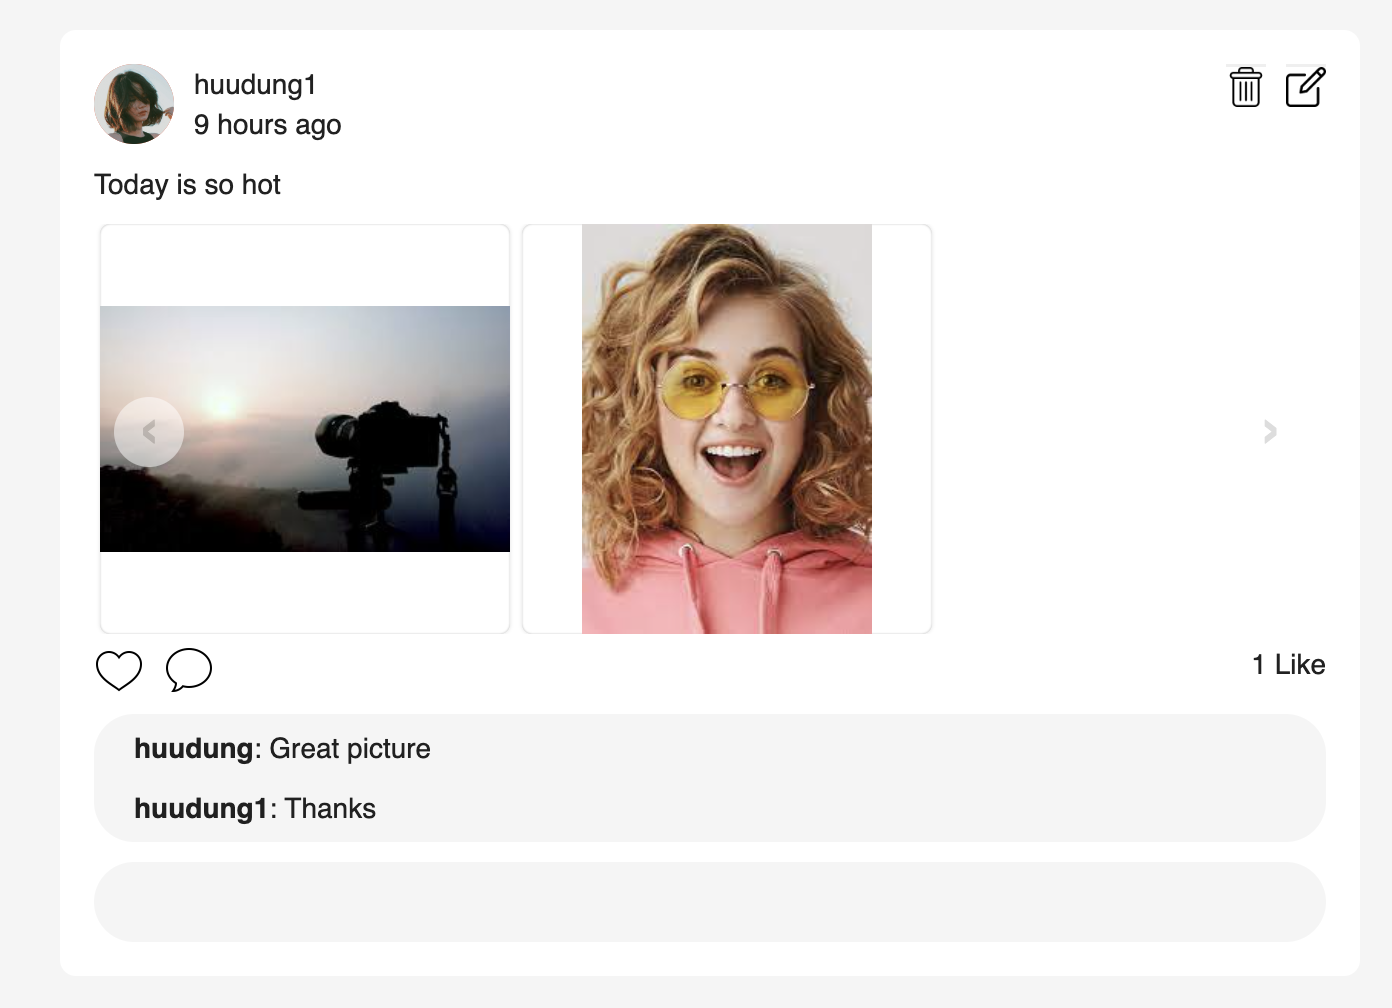 huudung1
9 hours ago
Today is so hot
1 Like
huudung: Great picture
huudung1: Thanks